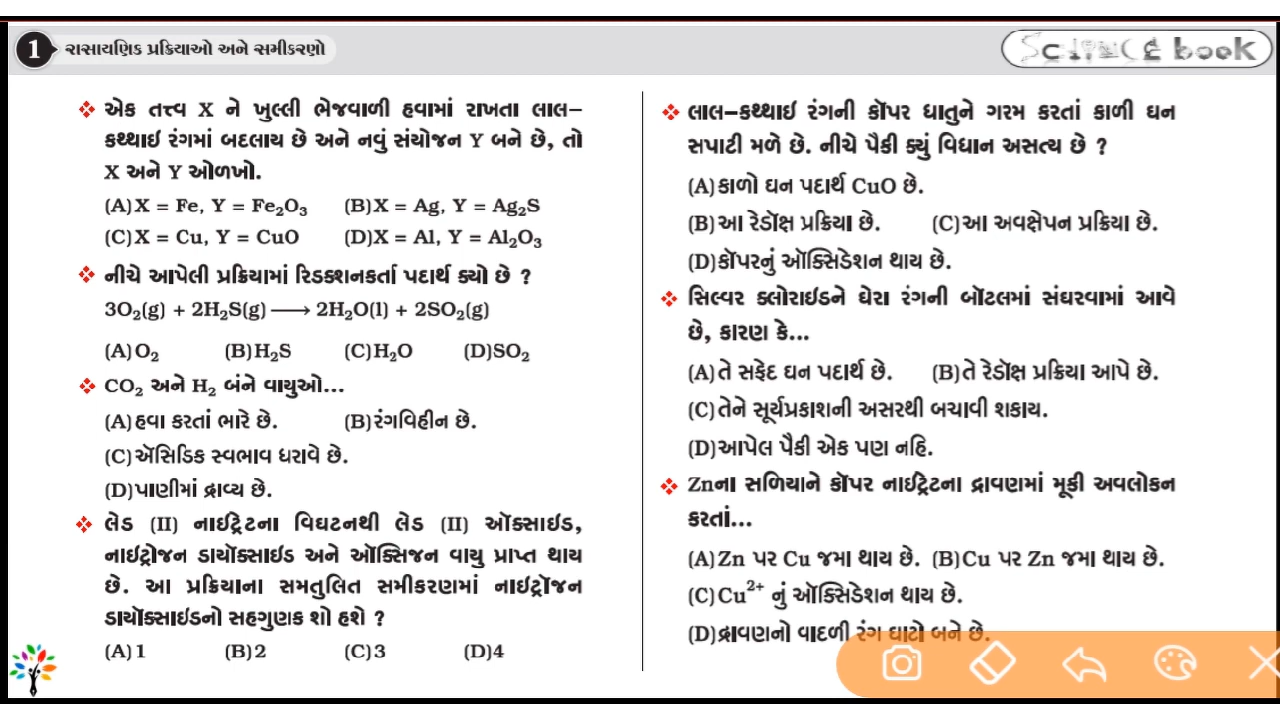 1 રાસાયણિક પ્રક્રિયાઓ અને સમીકરણો
SCIENCE book
❖ એક તત્ત્વ X ને ખુલ્લી ભેજવાળી હવામાં રાખતા લાલ–
કથ્થાઈ રંગમાં બદલાય છે અને નવું સંયોજન Y બને છે, તો
X અને Y ઓળખો.
(A) X = Fe, Y = Fe₂O₃ (B) X = Ag, Y = Ag₂S
(C) X = Cu, Y = CuO (D) X = Al, Y = Al₂O₃
❖ નીચે આપેલી પ્રક્રિયામાં રિડક્શનકર્તા પદાર્થ ક્યો છે ?
3O₂(g) + 2H₂S(g) ⟶ 2H₂O(l) + 2SO₂(g)
(A) O₂ (B) H₂S (C) H₂O (D) SO₂
❖ CO₂ અને H₂ બંને વાયુઓ...
(A) હવા કરતાં ભારે છે. (B) રંગવિહીન છે.
(C) ઍસિડિક સ્વભાવ ધરાવે છે.
(D) પાણીમાં દ્રાવ્ય છે.
❖ લેડ (II) નાઇટ્રેટના વિઘટનથી લેડ (II) ઑક્સાઇડ,
નાઇટ્રોજન ડાયૉક્સાઇડ અને ઑક્સિજન વાયુ પ્રાપ્ત થાય
છે. આ પ્રક્રિયાના સમતુલિત સમીકરણમાં નાઇટ્રૉજન
ડાયૉક્સાઇડનો સહગુણક શો હશે ?
(A) 1 (B) 2 (C) 3 (D) 4
❖ લાલ–કથ્થાઈ રંગની કૉપર ધાતુને ગરમ કરતાં કાળી ઘન
સપાટી મળે છે. નીચે પૈકી ક્યું વિધાન અસત્ય છે ?
(A) કાળો ઘન પદાર્થ CuO છે.
(B) આ રેડૉક્ષ પ્રક્રિયા છે. (C) આ અવક્ષેપન પ્રક્રિયા છે.
(D) કૉપરનું ઑક્સિડેશન થાય છે.
❖ સિલ્વર ક્લોરાઇડને ઘેરા રંગની બૉટલમાં સંઘરવામાં આવે
છે, કારણ કે...
(A) તે સફેદ ઘન પદાર્થ છે. (B) તે રેડૉક્ષ પ્રક્રિયા આપે છે.
(C) તેને સૂર્યપ્રકાશની અસરથી બચાવી શકાય.
(D) આપેલ પૈકી એક પણ નહિ.
❖ Znના સળિયાને કૉપર નાઇટ્રેટના દ્રાવણમાં મૂકી અવલોકન
કરતાં...
(A) Zn પર Cu જમા થાય છે. (B) Cu પર Zn જમા થાય છે.
(C) Cu²⁺ નું ઑક્સિડેશન થાય છે.
(D) દ્રાવણનો વાદળી રંગ ઘાટો બને છે.